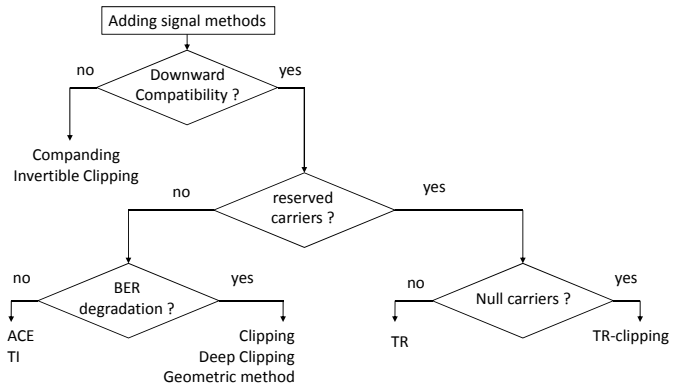 Adding signal methods
no
yes
Downward
Compatibility ?
Companding
Invertible Clipping
no
yes
reserved
carriers ?
no
yes
BER
degradation ?
no
yes
Null carriers ?
ACE
TI
Clipping
Deep Clipping
Geometric method
TR
TR-clipping